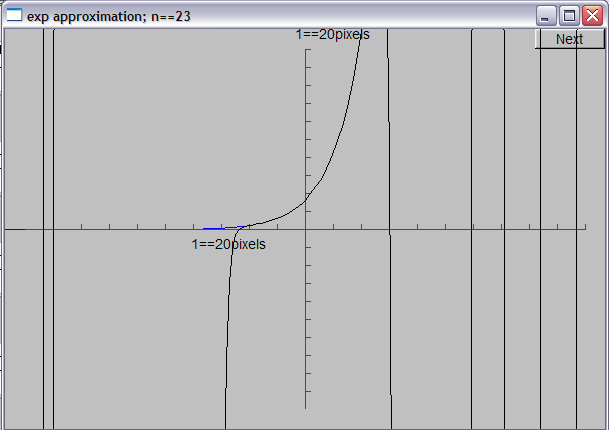 exp approximation; n==23
1==20pixels
Next
1==20pixels